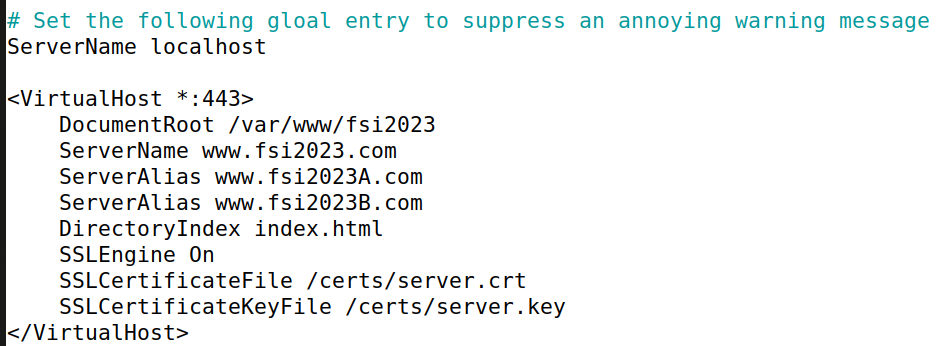 # Set the following gloal entry to suppress an annoying warning message
ServerName localhost
<VirtualHost *:443>
DocumentRoot /var/www/fsi2023
ServerName www.fsi2023.com
ServerAlias www.fsi2023A.com
ServerAlias www.fsi2023B.com
DirectoryIndex index.html
SSLEngine On
SSLCertificateFile /certs/server.crt
SSLCertificateKeyFile /certs/server.key
</VirtualHost>